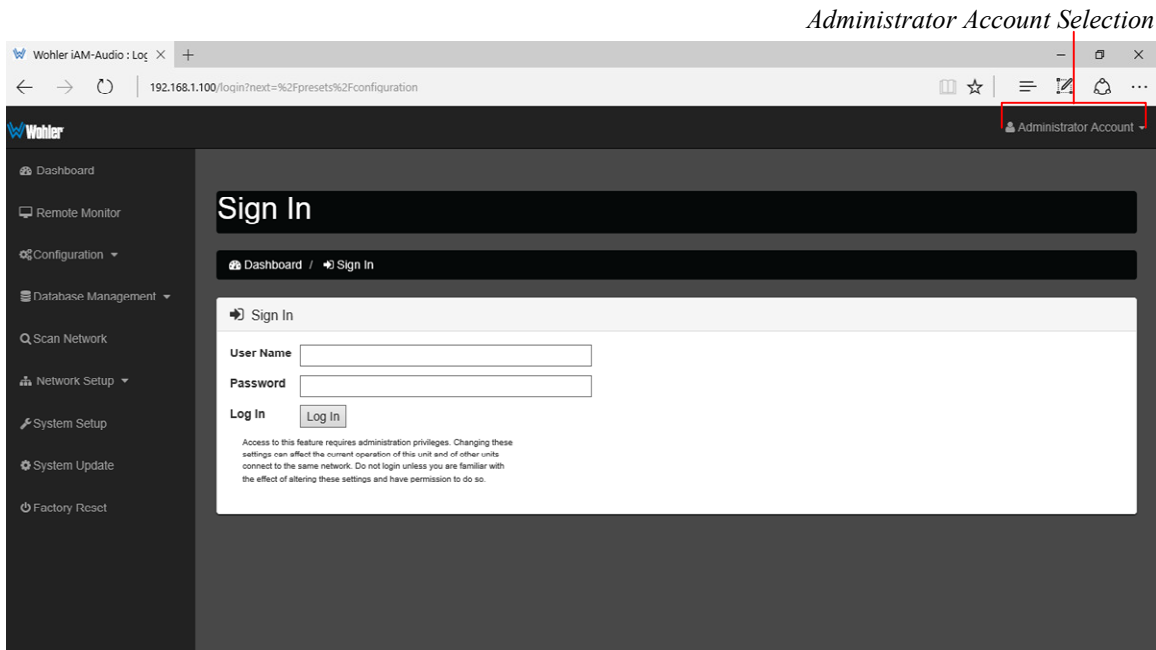 Administrator Account Selection
Wohler iAM-Audio : Log
192.168.1.100/login?next=%2Fpresets%2Fconfiguration
Wohler
Administrator Account
Dashboard
Remote Monitor
Configuration
Database Management
Scan Network
Network Setup
System Setup
System Update
Factory Reset
Sign In
Dashboard / Sign In
Sign In
User Name
Password
Log In Log In
Access to this feature requires administration privileges. Changing these
settings can affect the current operation of this unit and of other units
connect to the same network. Do not login unless you are familiar with
the effect of altering these settings and have permission to do so.